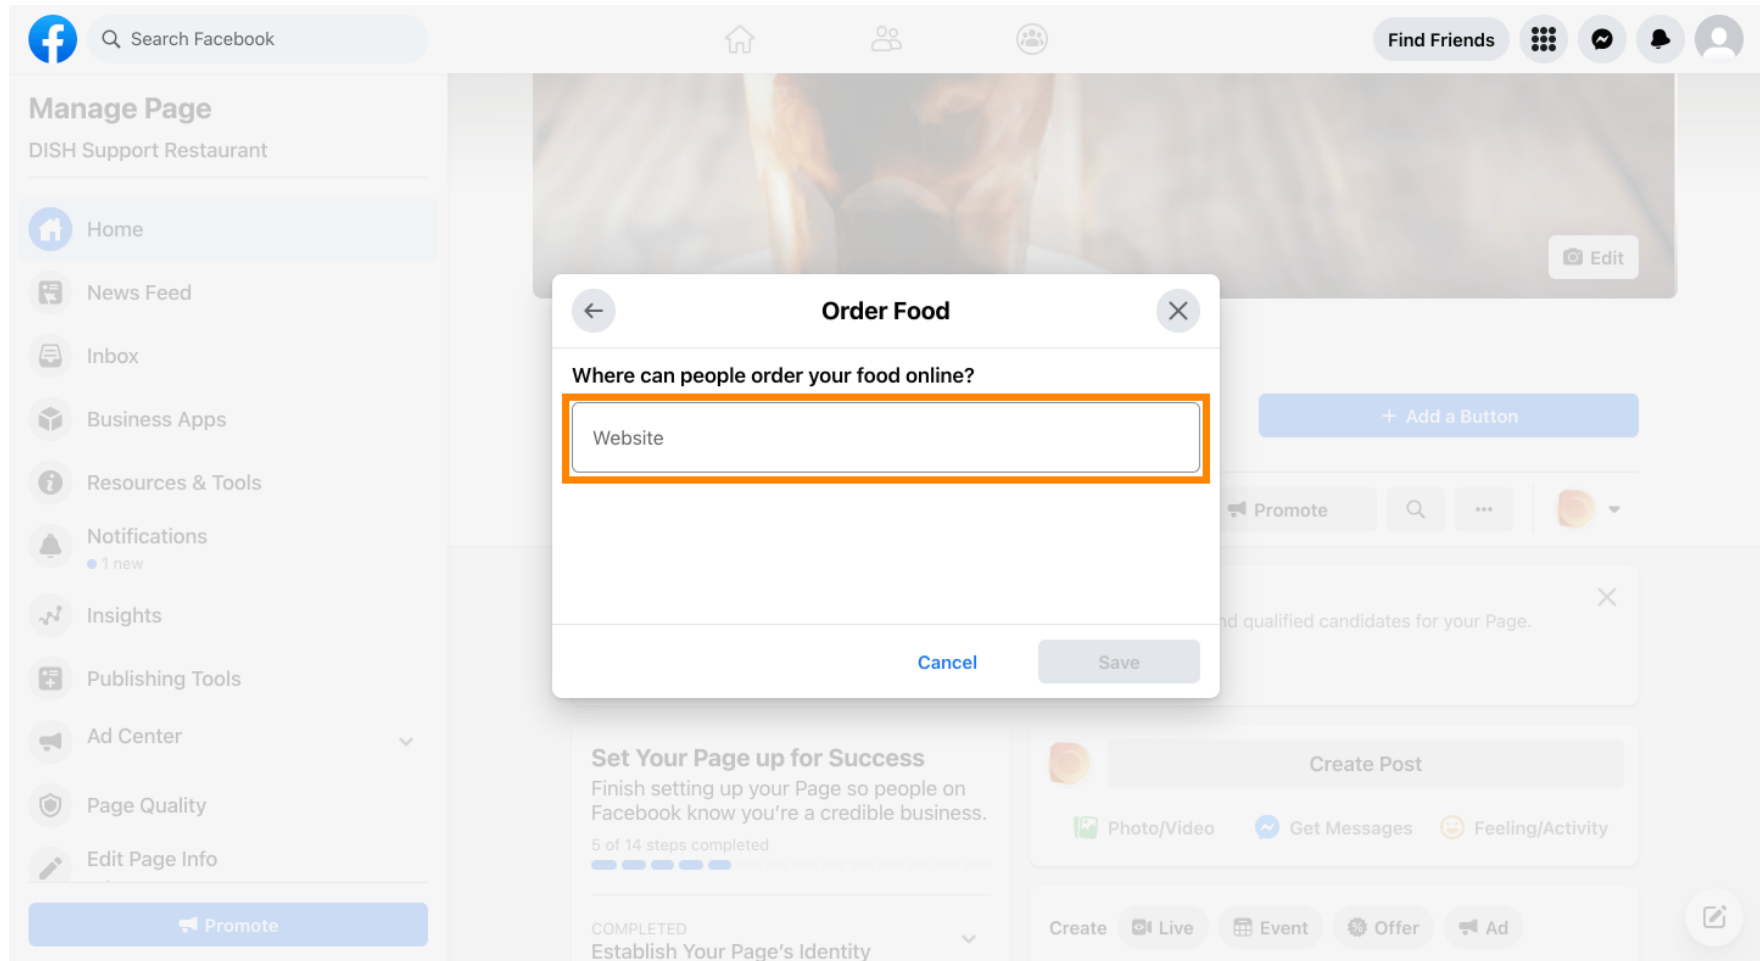 Search Facebook
Find Friends
Manage Page
DISH Support Restaurant
Home
News Feed
Inbox
Business Apps
Resources & Tools
Notifications
1 new
Insights
Publishing Tools
Ad Center
Page Quality
Edit Page Info
Promote
Edit
Order Food
Where can people order your food online?
Website
Cancel
Save
+ Add a Button
Promote
nd qualified candidates for your Page.
Set Your Page up for Success
Finish setting up your Page so people on
Facebook know you're a credible business.
5 of 14 steps completed
COMPLETED
Establish Your Page's Identity
Create Post
Photo/Video
Get Messages
Feeling/Activity
Create
Live
Event
Offer
Ad